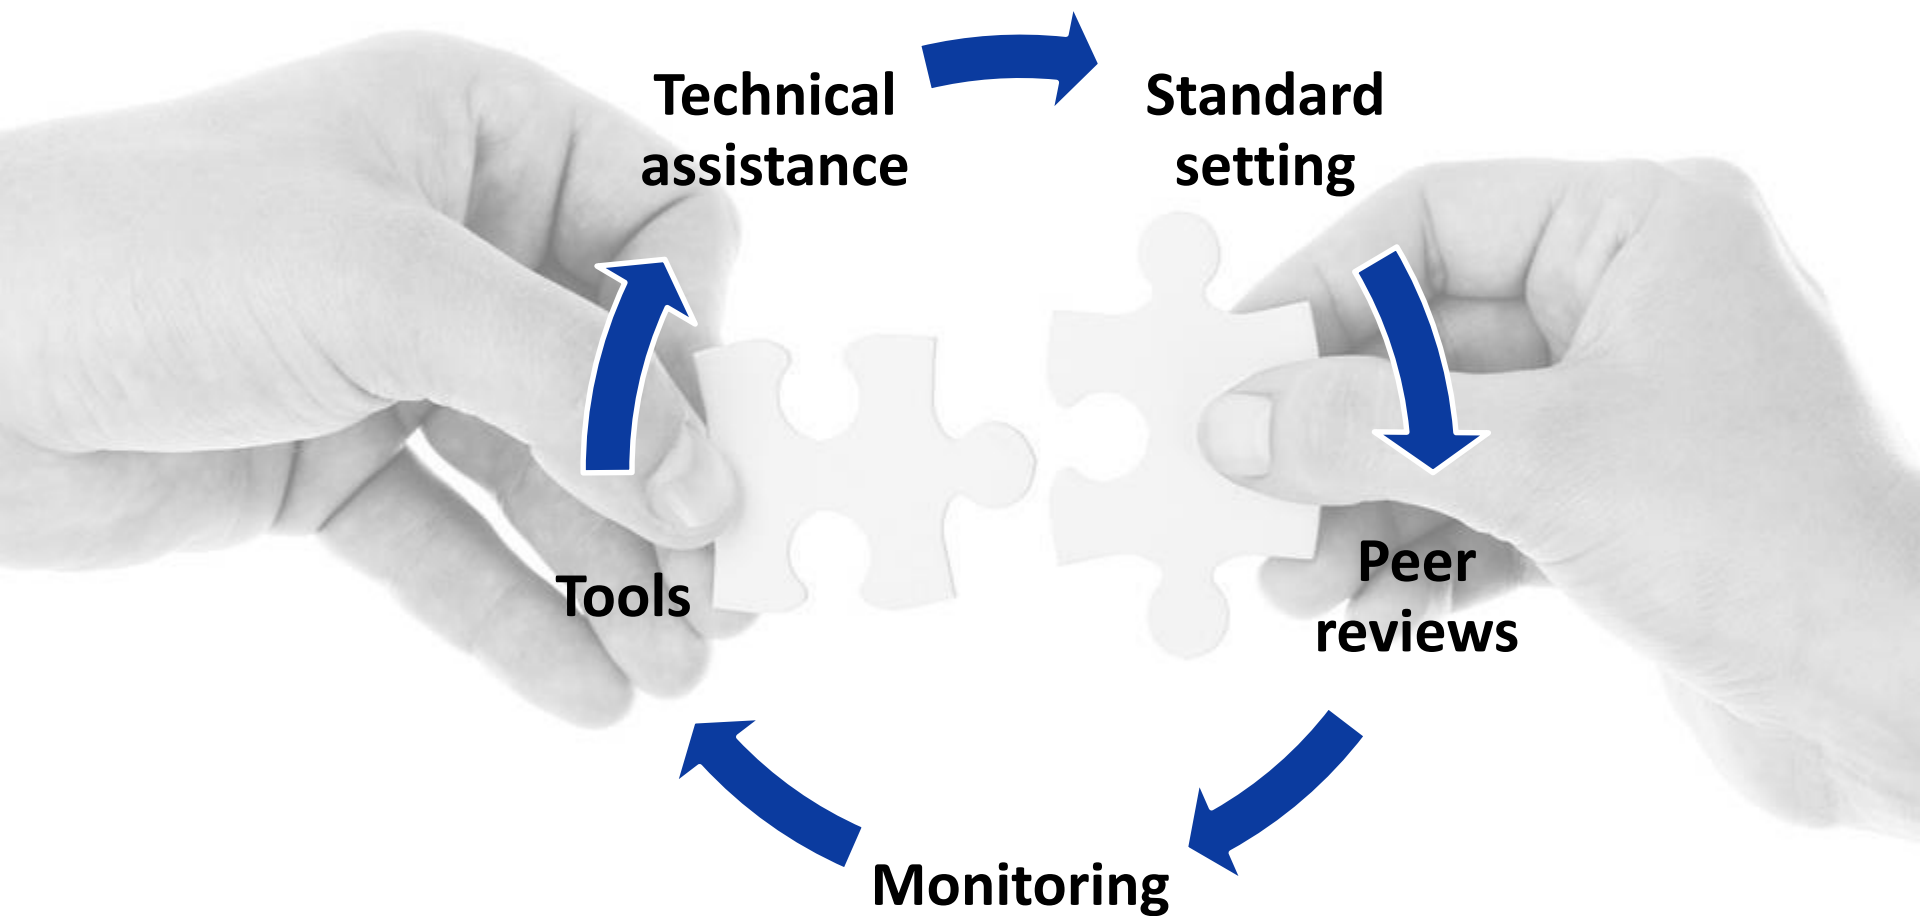 Technical
assistance
Standard
setting
Peer
reviews
Monitoring
Tools